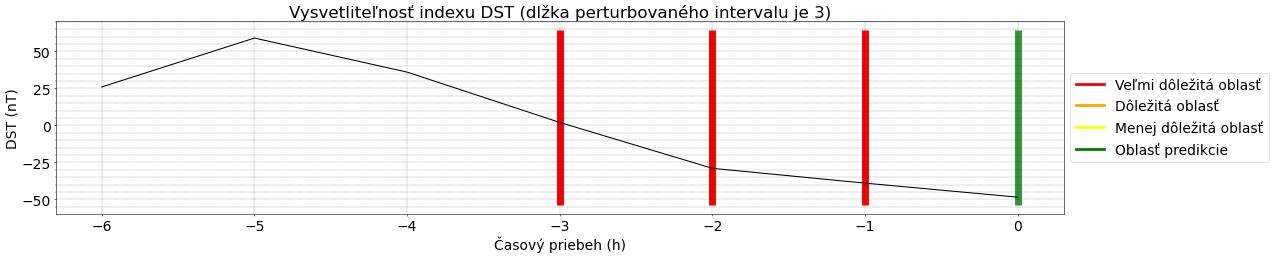 Vysvetliteľnosť indexu DST (dlžka perturbovaného intervalu je 3)
50
25
0
−25
−50
DST (nT)
−6 −5 −4 −3 −2 −1 0
Časový priebeh (h)
Veľmi dôležitá oblasť
Dôležitá oblasť
Menej dôležitá oblasť
Oblasť predikcie